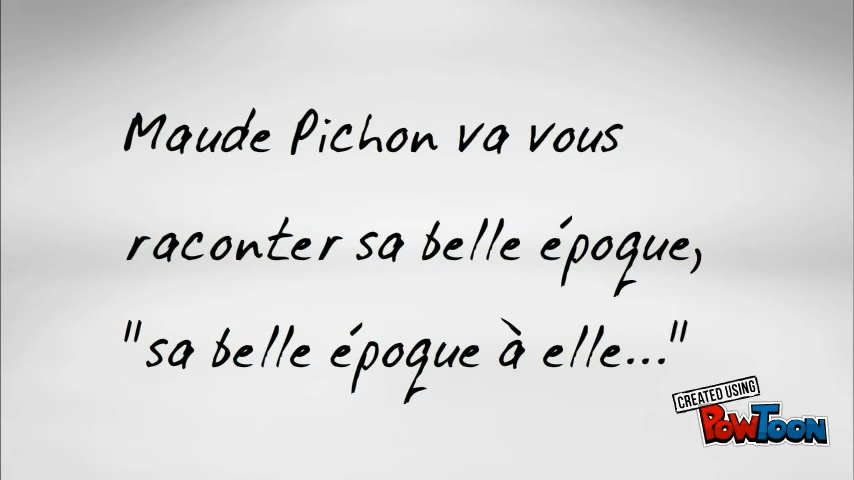 Maude Pichon va vous
raconter sa belle époque,
"sa belle époque à elle..."
CREATED USING
POWTOON